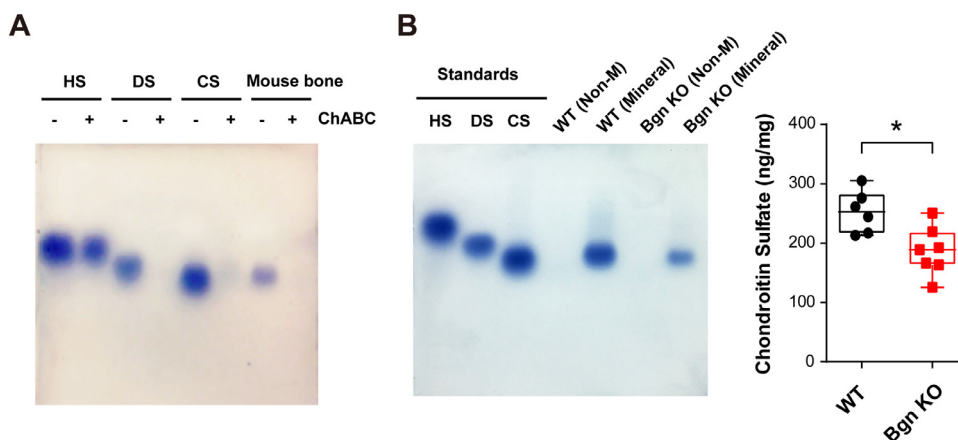 A
HS DS CS Mouse bone
- + - + - + - + ChABC
B
Standards
HS DS CS
WT (Non-M)
WT (Mineral)
Bgn KO (Non-M)
Bgn KO (Mineral)
Chondroitin Sulfate (ng/mg)
400
300
200
100
0
*
WT
Bgn KO